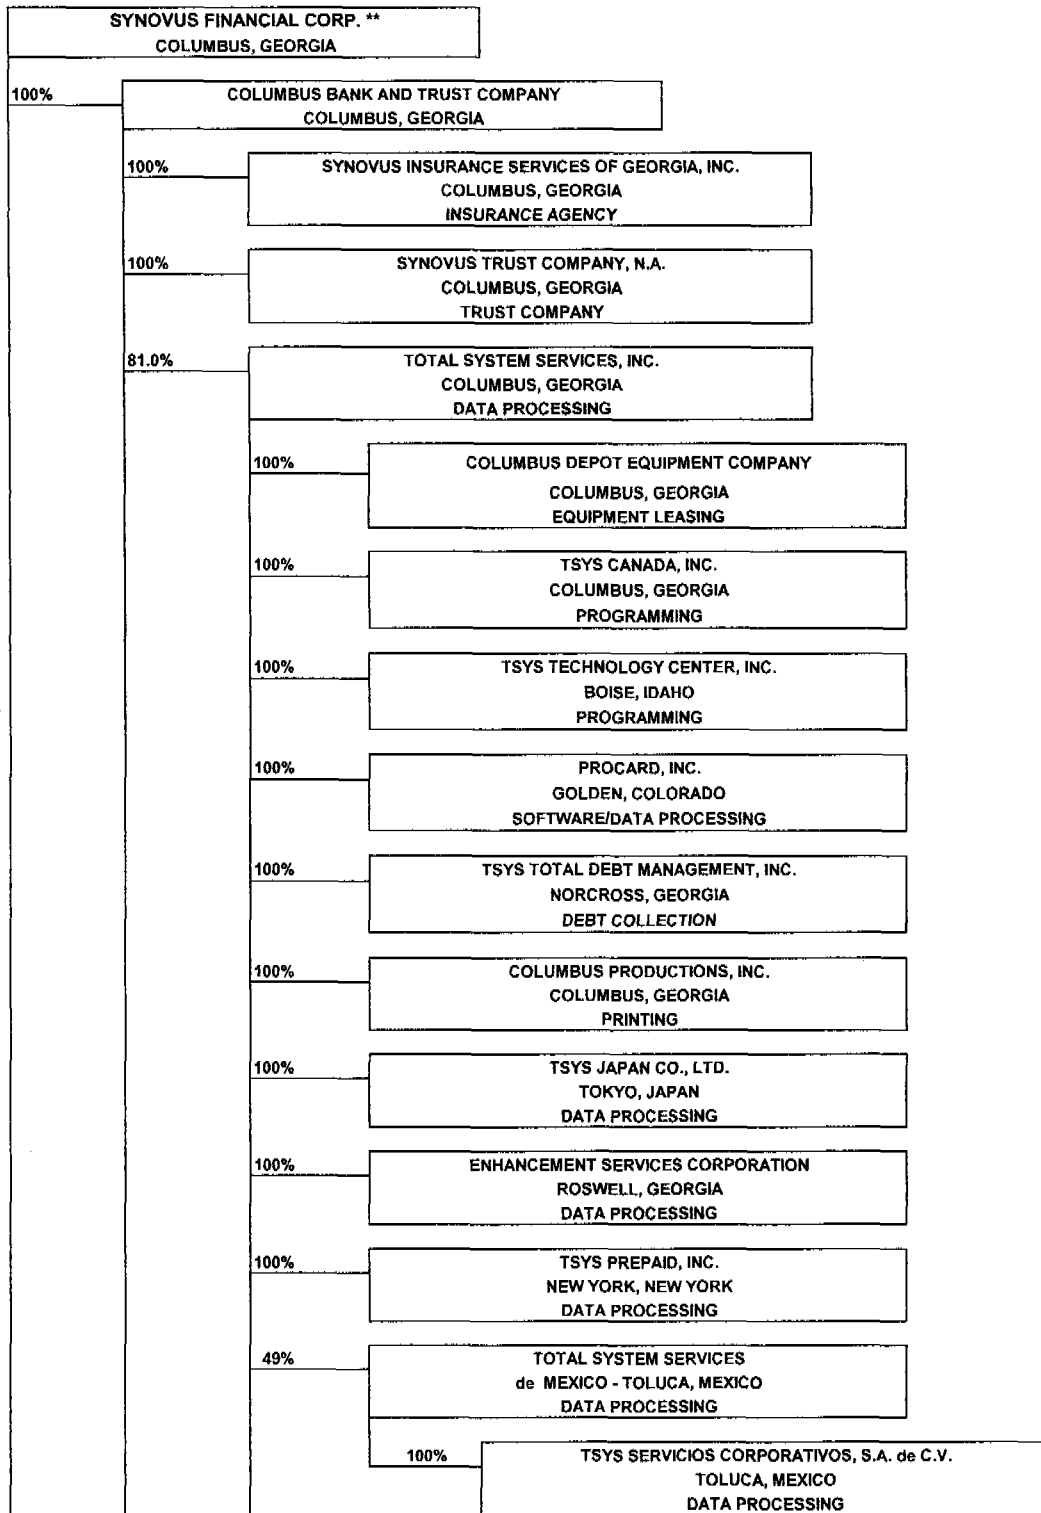 SYNOVUS FINANCIAL CORP. **
COLUMBUS, GEORGIA
100%
COLUMBUS BANK AND TRUST COMPANY
COLUMBUS, GEORGIA
100%
SYNOVUS INSURANCE SERVICES OF GEORGIA, INC.
COLUMBUS, GEORGIA
INSURANCE AGENCY
100%
SYNOVUS TRUST COMPANY, N.A.
COLUMBUS, GEORGIA
TRUST COMPANY
81.0%
TOTAL SYSTEM SERVICES, INC.
COLUMBUS, GEORGIA
DATA PROCESSING
100%
COLUMBUS DEPOT EQUIPMENT COMPANY
COLUMBUS, GEORGIA
EQUIPMENT LEASING
100%
TSYS CANADA, INC.
COLUMBUS, GEORGIA
PROGRAMMING
100%
TSYS TECHNOLOGY CENTER, INC.
BOISE, IDAHO
PROGRAMMING
100%
PROCARD, INC.
GOLDEN, COLORADO
SOFTWARE/DATA PROCESSING
100%
TSYS TOTAL DEBT MANAGEMENT, INC.
NORCROSS, GEORGIA
DEBT COLLECTION
100%
COLUMBUS PRODUCTIONS, INC.
COLUMBUS, GEORGIA
PRINTING
100%
TSYS JAPAN CO., LTD.
TOKYO, JAPAN
DATA PROCESSING
100%
ENHANCEMENT SERVICES CORPORATION
ROSWELL, GEORGIA
DATA PROCESSING
100%
TSYS PREPAID, INC.
NEW YORK, NEW YORK
DATA PROCESSING
49%
TOTAL SYSTEM SERVICES
de MEXICO - TOLUCA, MEXICO
DATA PROCESSING
100%
TSYS SERVICIOS CORPORATIVOS, S.A. de C.V.
TOLUCA, MEXICO
DATA PROCESSING